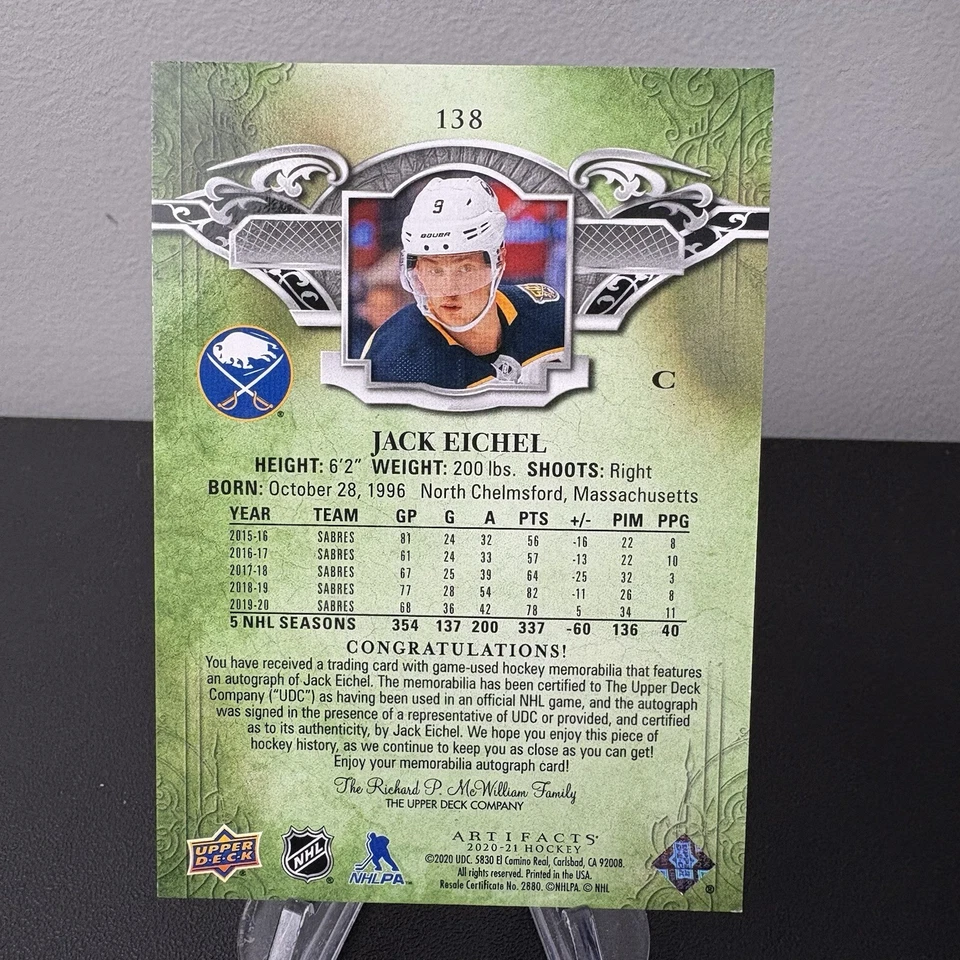 138
9
BAUER
C
JACK EICHEL
HEIGHT: 6'2" WEIGHT: 200 lbs. SHOOTS: Right
BORN: October 28, 1996 North Chelmsford, Massachusetts
YEAR TEAM GP G A PTS +/- PIM PPG
2015-16 SABRES 81 24 32 56 -16 22 8
2016-17 SABRES 61 24 33 57 -13 22 10
2017-18 SABRES 67 25 39 64 -25 32 3
2018-19 SABRES 77 28 54 82 -11 26 8
2019-20 SABRES 68 36 42 78 5 34 11
5 NHL SEASONS 354 137 200 337 -60 136 40
CONGRATULATIONS!
You have received a trading card with game-used hockey memorabilia that features
an autograph of Jack Eichel. The memorabilia has been certified to The Upper Deck
Company ("UDC") as having been used in an official NHL game, and the autograph
was signed in the presence of a representative of UDC or provided, and certified
as to its authenticity, by Jack Eichel. We hope you enjoy this piece of
hockey history, as we continue to keep you as close as you can get!
Enjoy your memorabilia autograph card!
The Richard P. McWilliam Family
THE UPPER DECK COMPANY
UPPER
D·E·C·K
®
NHL
®
NHLPA™
ARTIFACTS®
2020-21 HOCKEY
©2020 UDC. 5830 El Camino Real, Carlsbad, CA 92008.
All rights reserved. Printed in the USA.
Resale Certificate No. 2880. ©NHLPA. © NHL
®